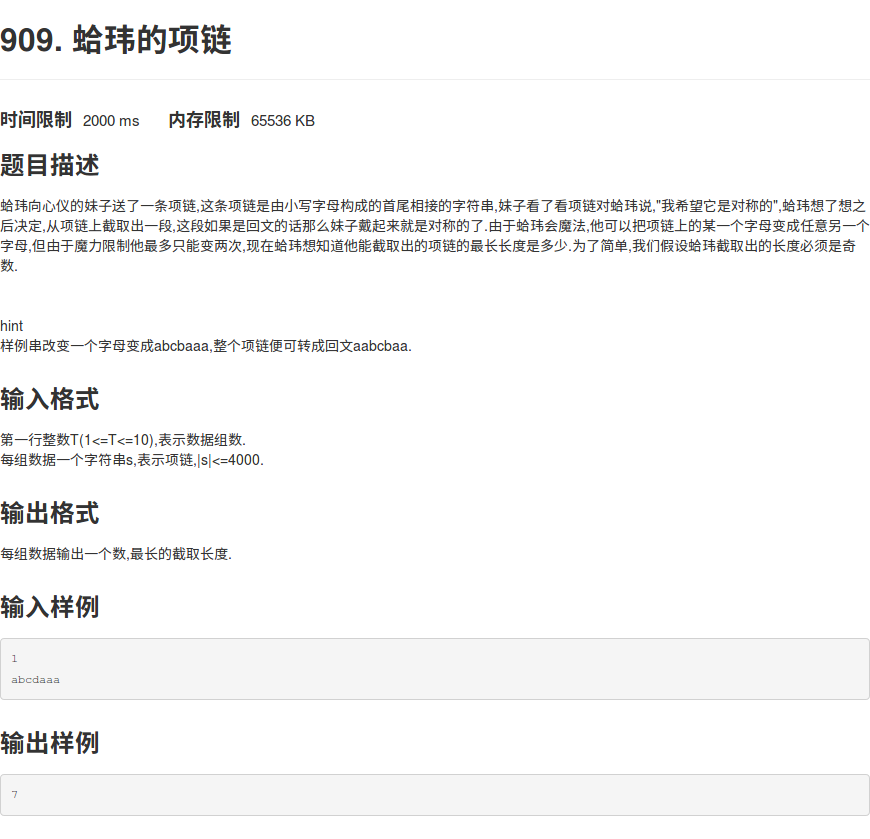 909. 蛤玮的项链
时间限制 2000 ms 内存限制 65536 KB
题目描述
蛤玮向心仪的妹子送了一条项链,这条项链是由小写字母构成的首尾相接的字符串,妹子看了看项链对蛤玮说,"我希望它是对称的",蛤玮想了想之
后决定,从项链上截取出一段,这段如果是回文的话那么妹子戴起来就是对称的了.由于蛤玮会魔法,他可以把项链上的某一个字母变成任意另一个
字母,但由于魔力限制他最多只能变两次,现在蛤玮想知道他能截取出的项链的最长长度是多少.为了简单,我们假设蛤玮截取出的长度必须是奇
数.
hint
样例串改变一个字母变成abcbaaa,整个项链便可转成回文aabcbaa.
输入格式
第一行整数T(1<=T<=10),表示数据组数.
每组数据一个字符串s,表示项链,|s|<=4000.
输出格式
每组数据输出一个数,最长的截取长度.
输入样例
1
abcdaaa
输出样例
7